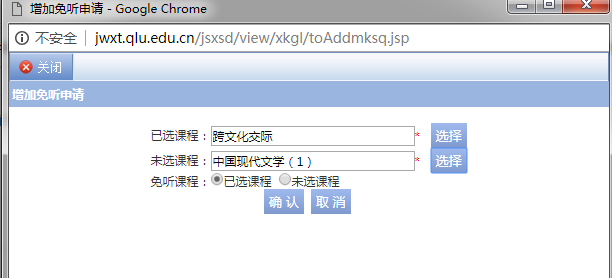 增加免听申请 - Google Chrome
不安全 jwxt.qlu.edu.cn/jsxsd/view/xkgl/toAddmksq.jsp
关闭
增加免听申请
已选课程：跨文化交际* 选择
未选课程：中国现代文学（1）* 选择
免听课程：已选课程 未选课程
确 认 取 消